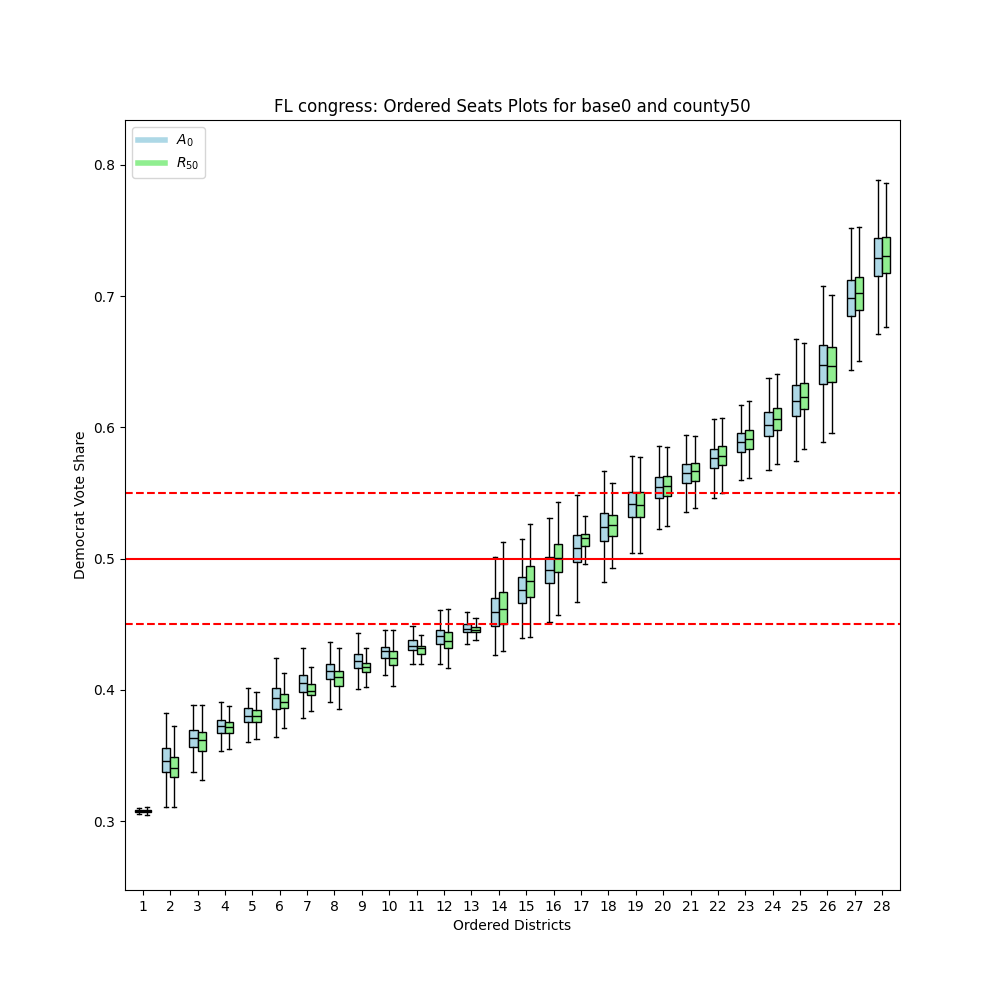 FL congress: Ordered Seats Plots for base0 and county50
A0
R50
0.8
0.7
0.6
0.5
0.4
0.3
Democrat Vote Share
1 2 3 4 5 6 7 8 9 10 11 12 13 14 15 16 17 18 19 20 21 22 23 24 25 26 27 28
Ordered Districts